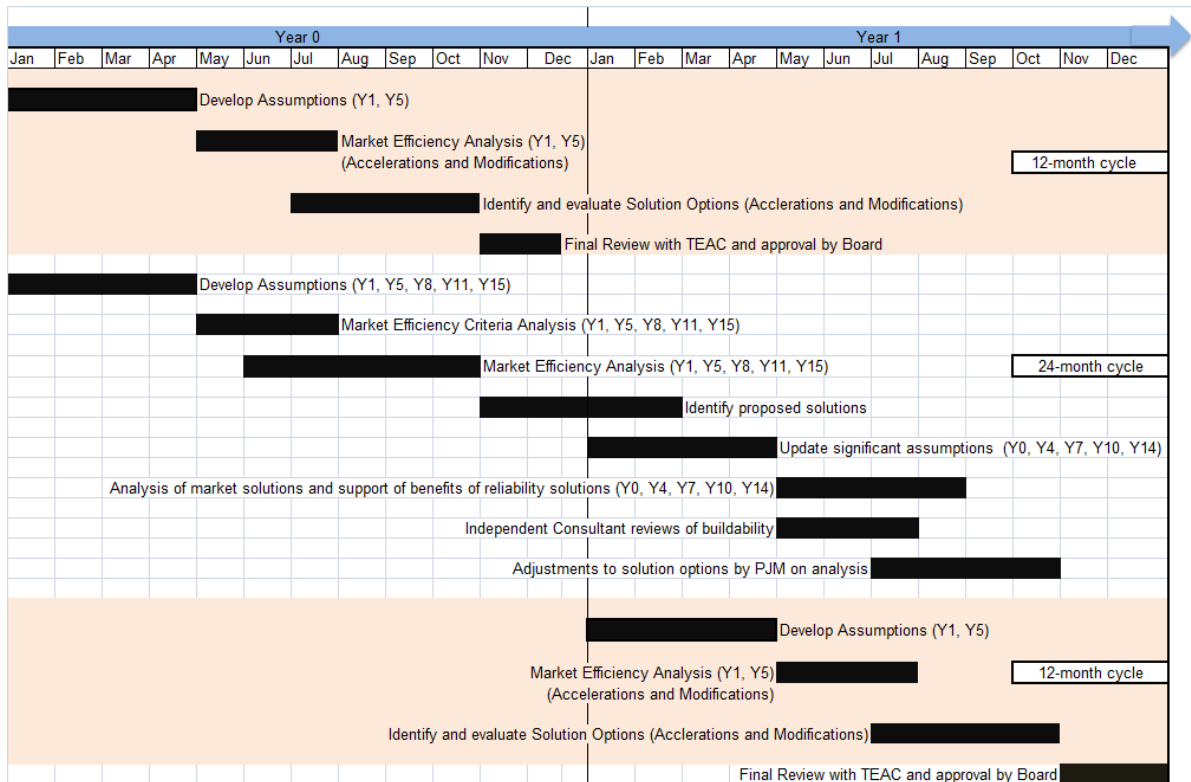 Year 0 Year 1
Jan Feb Mar Apr May Jun Jul Aug Sep Oct Nov Dec Jan Feb Mar Apr May Jun Jul Aug Sep Oct Nov Dec
Develop Assumptions (Y1, Y5)
Market Efficiency Analysis (Y1, Y5)
(Accelerations and Modifications)
12-month cycle
Identify and evaluate Solution Options (Acclerations and Modifications)
Final Review with TEAC and approval by Board
Develop Assumptions (Y1, Y5, Y8, Y11, Y15)
Market Efficiency Criteria Analysis (Y1, Y5, Y8, Y11, Y15)
Market Efficiency Analysis (Y1, Y5, Y8, Y11, Y15)
24-month cycle
Identify proposed solutions
Update significant assumptions (Y0, Y4, Y7, Y10, Y14)
Analysis of market solutions and support of benefits of reliability solutions (Y0, Y4, Y7, Y10, Y14)
Independent Consultant reviews of buildability
Adjustments to solution options by PJM on analysis
Develop Assumptions (Y1, Y5)
Market Efficiency Analysis (Y1, Y5)
(Accelerations and Modifications)
12-month cycle
Identify and evaluate Solution Options (Acclerations and Modifications)
Final Review with TEAC and approval by Board